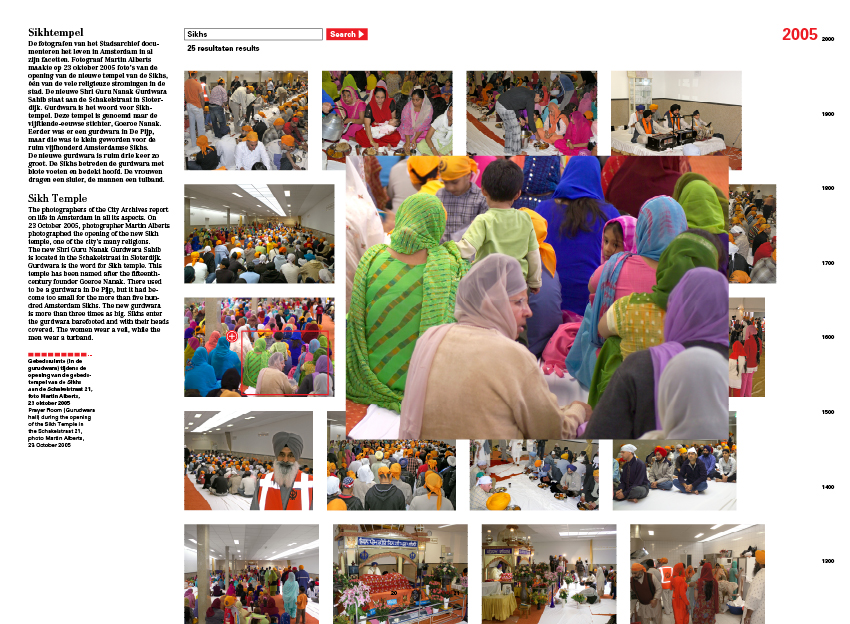 Sikhtempel
De fotografen van het Stadsarchief docu-
menteren het leven in Amsterdam in al
zijn facetten. Fotograaf Martin Alberts
maakte op 23 oktober 2005 foto's van de
opening van de nieuwe tempel van de Sikhs,
één van de vele religieuze stromingen in de
stad. De nieuwe Shri Guru Nanak Gurdwara
Sahib staat aan de Schakelstraat in Sloter-
dijk. Gurdwara is het woord voor Sikh-
tempel. Deze tempel is genoemd naar de
vijftiende-eeuwse stichter, Goeroe Nanak.
Eerder was er een gurdwara in De Pijp,
maar die was te klein geworden voor de
ruim vijfhonderd Amsterdamse Sikhs.
De nieuwe gurdwara is ruim drie keer zo
groot. De Sikhs betreden de gurdwara met
blote voeten en bedekt hoofd. De vrouwen
dragen een sluier, de mannen een tulband.
Sikh Temple
The photographers of the City Archives report
on life in Amsterdam in all its aspects. On
23 October 2005, photographer Martin Alberts
photographed the opening of the new Sikh
temple, one of the city's many religions.
The new Shri Guru Nanak Gurdwara Sahib
is located in the Schakelstraat in Sloterdijk.
Gurdwara is the word for Sikh temple. This
temple has been named after the fifteenth-
century founder Goeroe Nanak. There used
to be a gurdwara in De Pijp, but it had be-
come too small for the more than five hun-
dred Amsterdam Sikhs. The new gurdwara
is more than three times as big. Sikhs enter
the gurdwara barefooted and with their heads
covered. The women wear a veil, while the
men wear a turband.
Gebedsruimte (in de
gurudwara) tijdens de
opening van de gebeds-
tempel van de Sikhs
aan de Schakelstraat 21,
foto Martin Alberts,
23 oktober 2005
Prayer Room (Gurudwara
hall) during the opening
of the Sikh Temple in
the Schakelstraat 21,
photo Martin Alberts,
23 October 2005
Sikhs
Search
25 resultaten results
2005
2000
1900
1800
1700
1600
1500
1400
1300
20